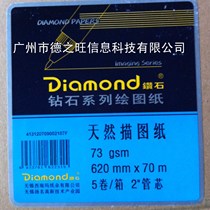 DIAMOND PAPERS
广州市德之旺信息科技有限公司
Imaging Series
Diamond 鑽石
钻石系列绘图纸
天然描图纸
73 gsm
620 mm x 70 m
5卷/箱 2"管芯